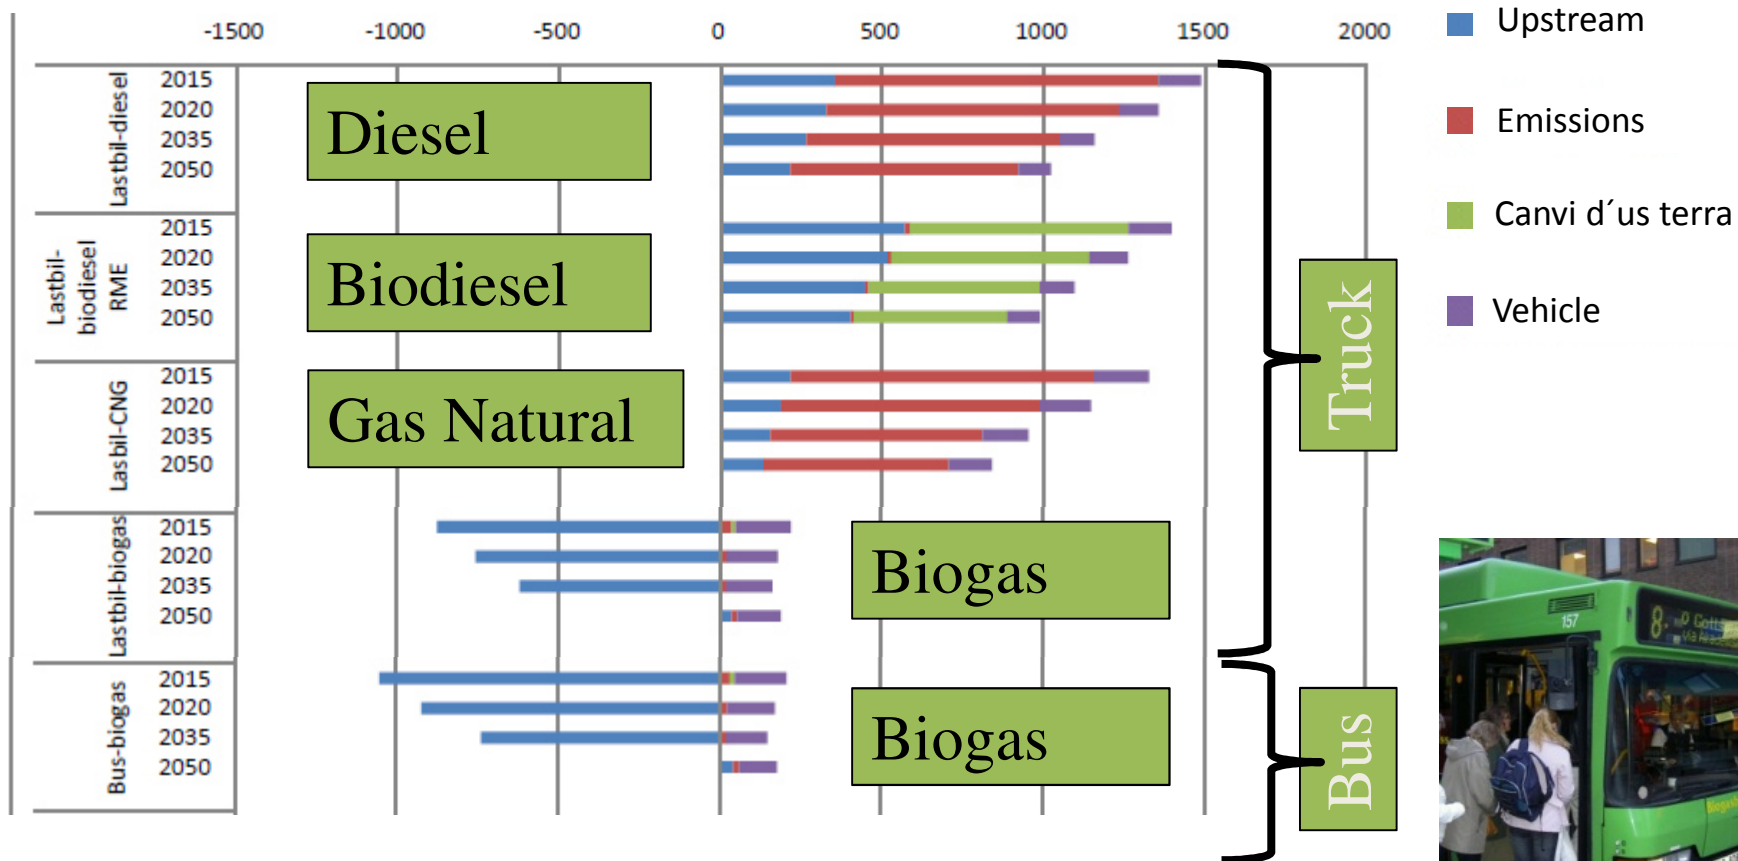 -1500 -1000 -500 0 500 1000 1500 2000
Upstream
Emissions
Canvi d´us terra
Vehicle
Lastbil-diesel
2015
2020
2035
2050
Diesel
Lastbil-
biodiesel
RME
2015
2020
2035
2050
Biodiesel
Lasbil-CNG
2015
2020
2035
2050
Gas Natural
Lastbil-biogas
2015
2020
2035
2050
Biogas
Truck
Bus-biogas
2015
2020
2035
2050
Biogas
Bus
157
8